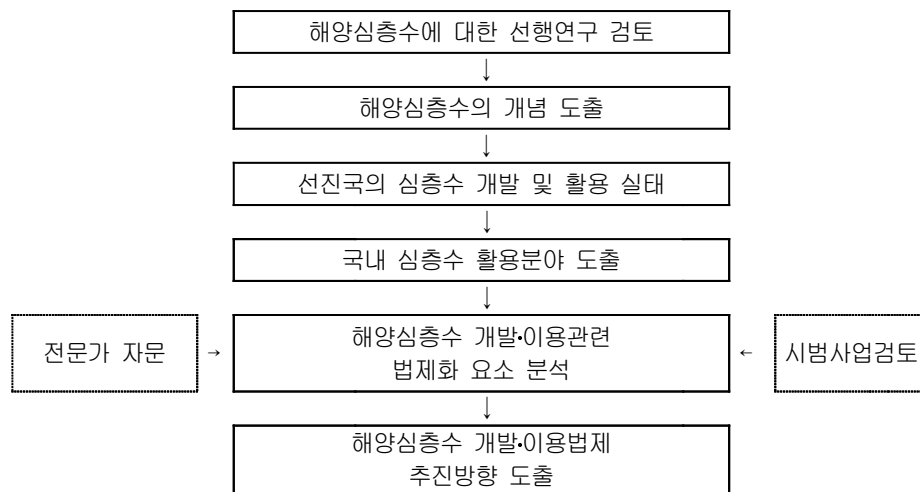 해양심층수에 대한 선행연구 검토
↓
해양심층수의 개념 도출
↓
선진국의 심층수 개발 및 활용 실태
↓
국내 심층수 활용분야 도출
↓
전문가 자문 → 해양심층수 개발·이용관련 ← 시범사업검토
법제화 요소 분석
↓
해양심층수 개발·이용법제
추진방향 도출